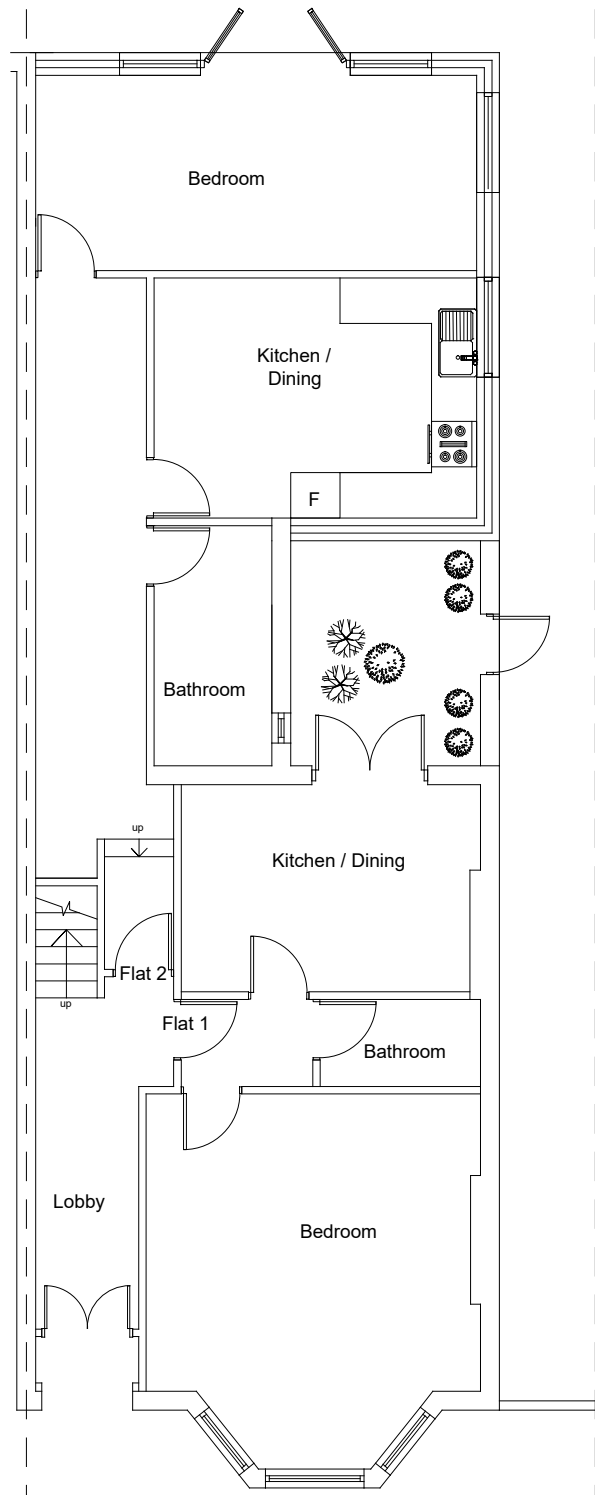 Bedroom
Kitchen /
Dining
F
Bathroom
up
Kitchen / Dining
Flat 2
up
Flat 1
Bathroom
Lobby
Bedroom